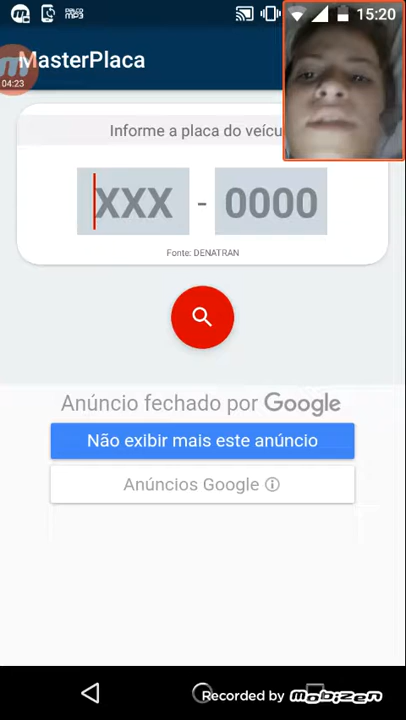 15:20
04:23
MasterPlaca
Informe a placa do veícu
XXX - 0000
Fonte: DENATRAN
Anúncio fechado por Google
Não exibir mais este anúncio
Anúncios Google
Recorded by MOBIZEN